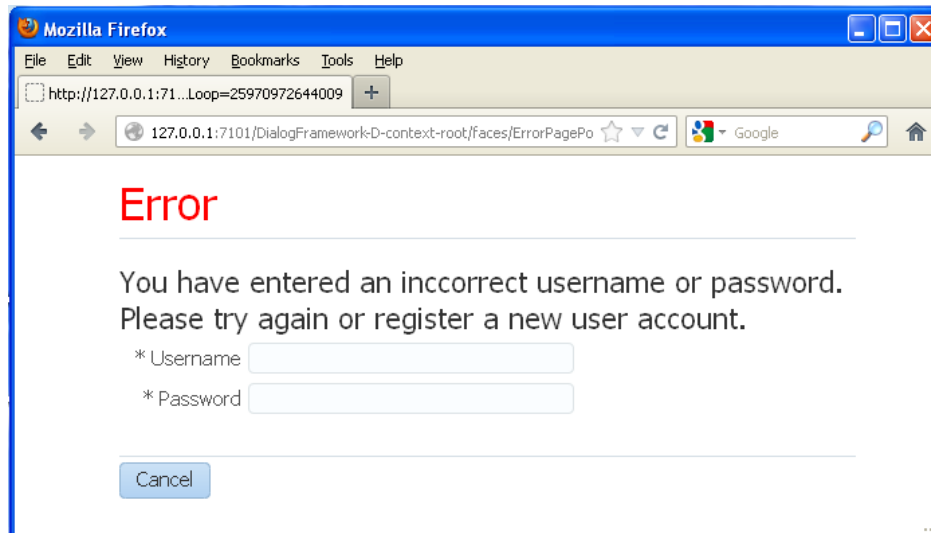 Mozilla Firefox
File Edit View History Bookmarks Tools Help
http://127.0.0.1:71...Loop=25970972644009
127.0.0.1:7101/DialogFramework-D-context-root/faces/ErrorPagePo Google
Error
You have entered an inccorrect username or password.
Please try again or register a new user account.
* Username
* Password
Cancel